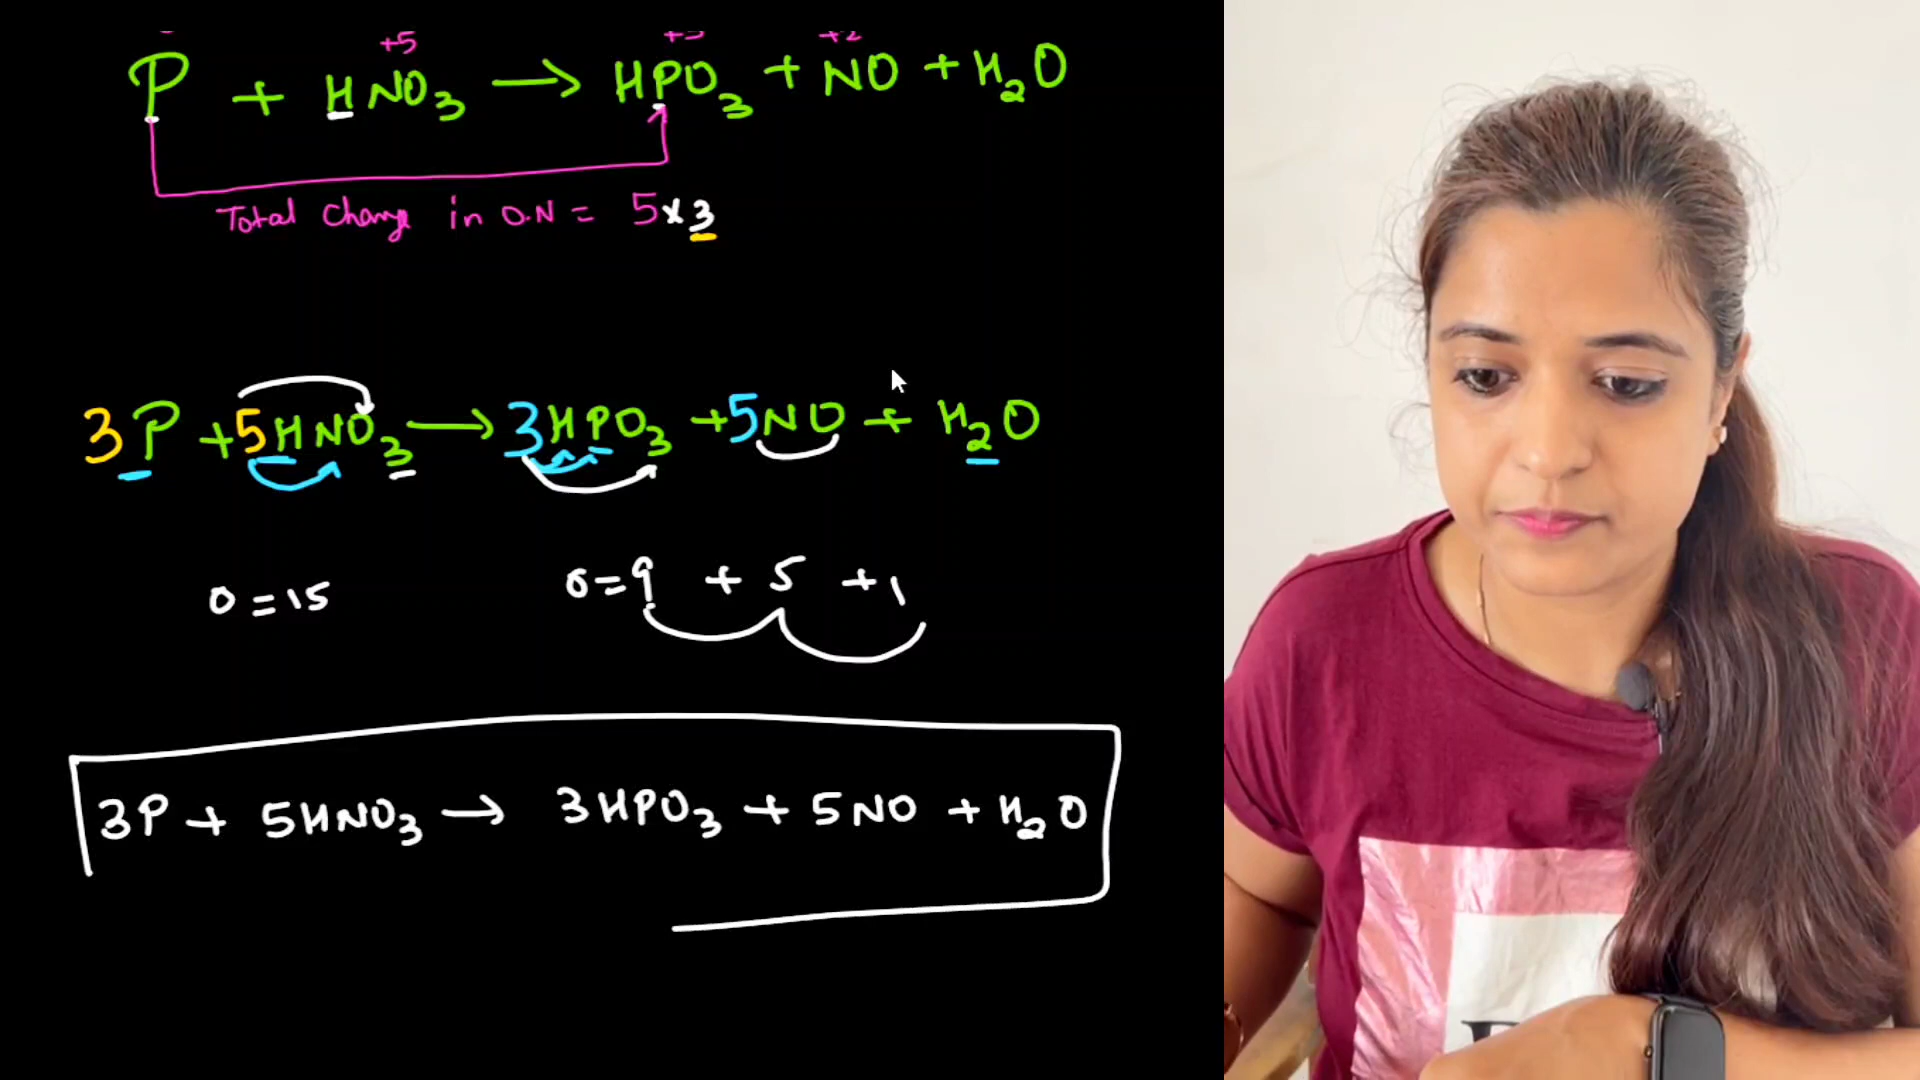 +5 +5 +2
P + HNO₃ → HPO₃ + NO + H₂O
Total Change in O.N = 5 × 3
3P + 5HNO₃ → 3HPO₃ + 5NO + H₂O
O = 15 O = 9 + 5 + 1
3P + 5HNO₃ → 3HPO₃ + 5NO + H₂O